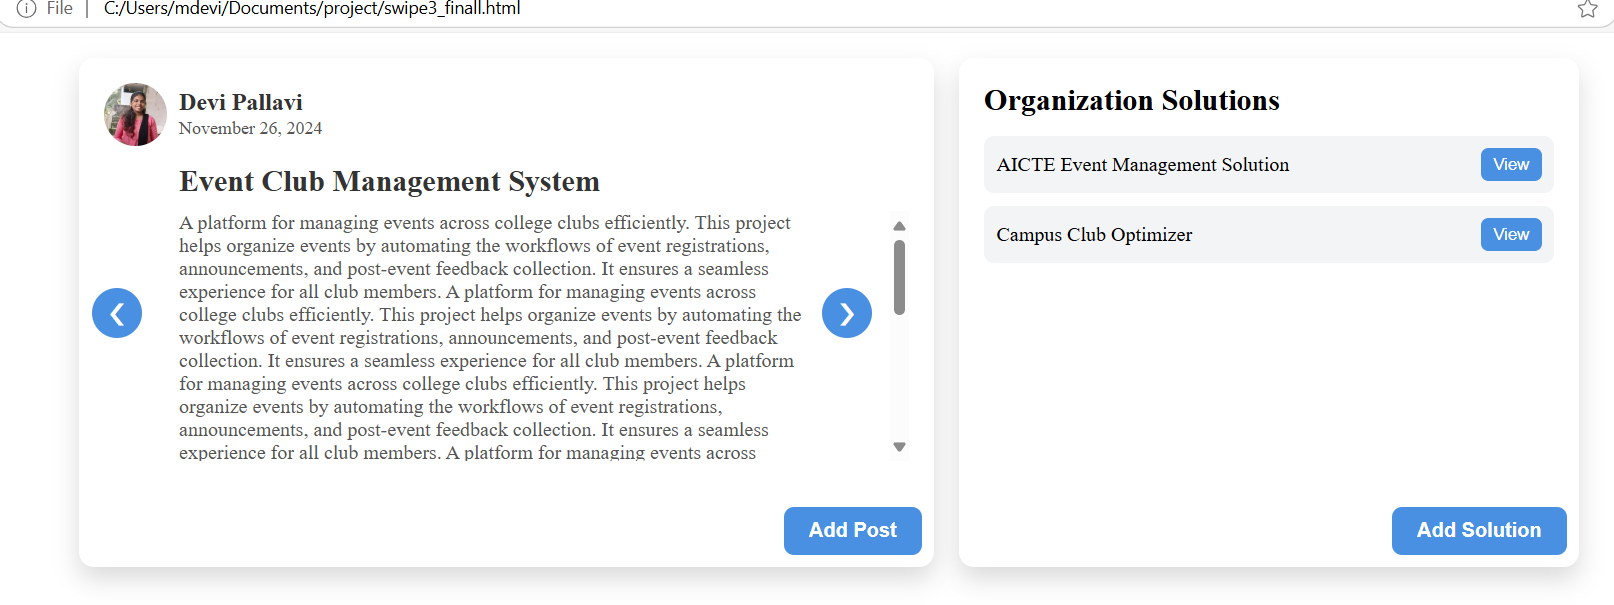 File | C:/Users/mdevi/Documents/project/swipe3_finall.html
Devi Pallavi
November 26, 2024
Event Club Management System
A platform for managing events across college clubs efficiently. This project
helps organize events by automating the workflows of event registrations,
announcements, and post-event feedback collection. It ensures a seamless
experience for all club members. A platform for managing events across
college clubs efficiently. This project helps organize events by automating the
workflows of event registrations, announcements, and post-event feedback
collection. It ensures a seamless experience for all club members. A platform
for managing events across college clubs efficiently. This project helps
organize events by automating the workflows of event registrations,
announcements, and post-event feedback collection. It ensures a seamless
experience for all club members. A platform for managing events across
Add Post
Organization Solutions
AICTE Event Management Solution View
Campus Club Optimizer View
Add Solution